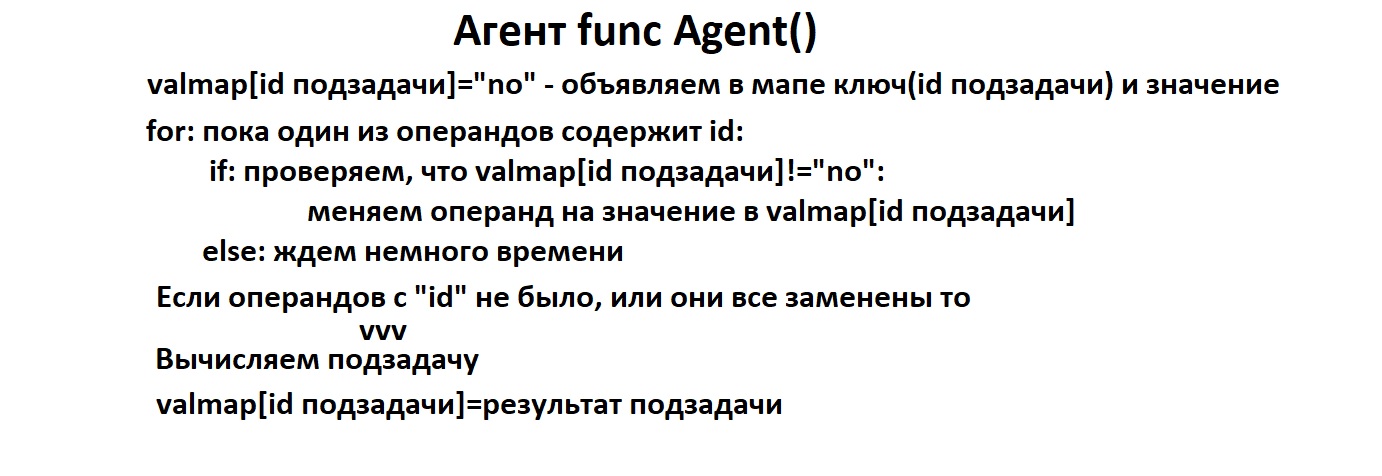 Агент func Agent()
valmap[id подзадачи]="no" - объявляем в мапе ключ(id подзадачи) и значение
for: пока один из операндов содержит id:
if: проверяем, что valmap[id подзадачи]!="no":
меняем операнд на значение в valmap[id подзадачи]
else: ждем немного времени
Если операндов с "id" не было, или они все заменены то
vvv
Вычисляем подзадачу
valmap[id подзадачи]=результат подзадачи